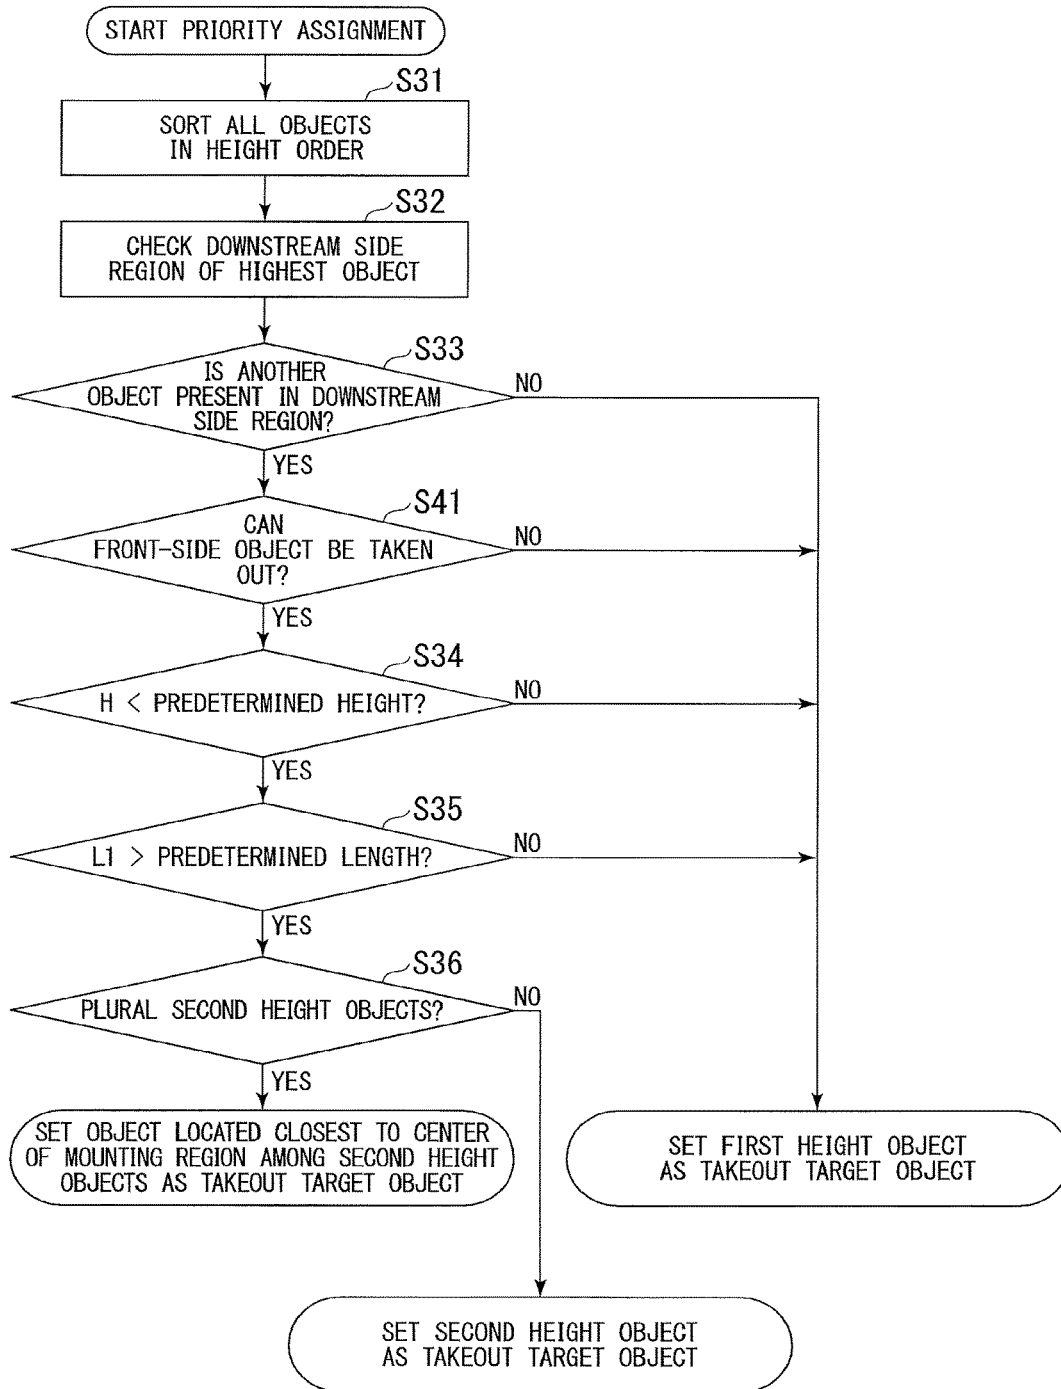 START PRIORITY ASSIGNMENT
S31
SORT ALL OBJECTS
IN HEIGHT ORDER
S32
CHECK DOWNSTREAM SIDE
REGION OF HIGHEST OBJECT
S33
IS ANOTHER
OBJECT PRESENT IN DOWNSTREAM
SIDE REGION?
NO
YES
S41
CAN
FRONT-SIDE OBJECT BE TAKEN
OUT?
NO
YES
S34
H < PREDETERMINED HEIGHT?
NO
YES
S35
L1 > PREDETERMINED LENGTH?
NO
YES
S36
PLURAL SECOND HEIGHT OBJECTS?
NO
YES
SET OBJECT LOCATED CLOSEST TO CENTER
OF MOUNTING REGION AMONG SECOND HEIGHT
OBJECTS AS TAKEOUT TARGET OBJECT
SET FIRST HEIGHT OBJECT
AS TAKEOUT TARGET OBJECT
SET SECOND HEIGHT OBJECT
AS TAKEOUT TARGET OBJECT